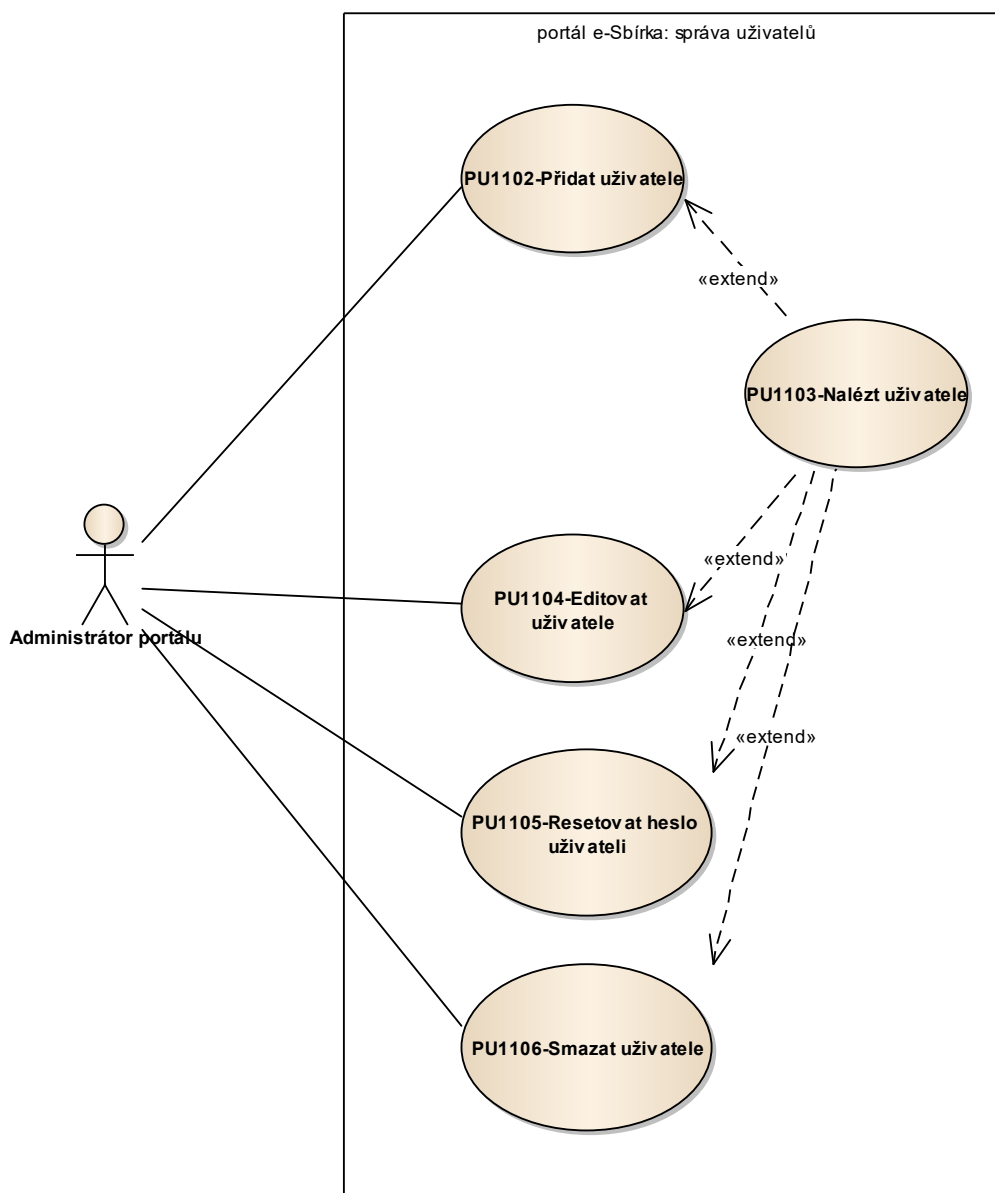 portál e-Sbírka: správa uživatelů
PU1102-Přidat uživatele
«extend»
PU1103-Nalézt uživatele
PU1104-Editovat
uživatele
«extend»
Administrátor portálu
«extend»
«extend»
PU1105-Resetovat heslo
uživateli
PU1106-Smazat uživatele